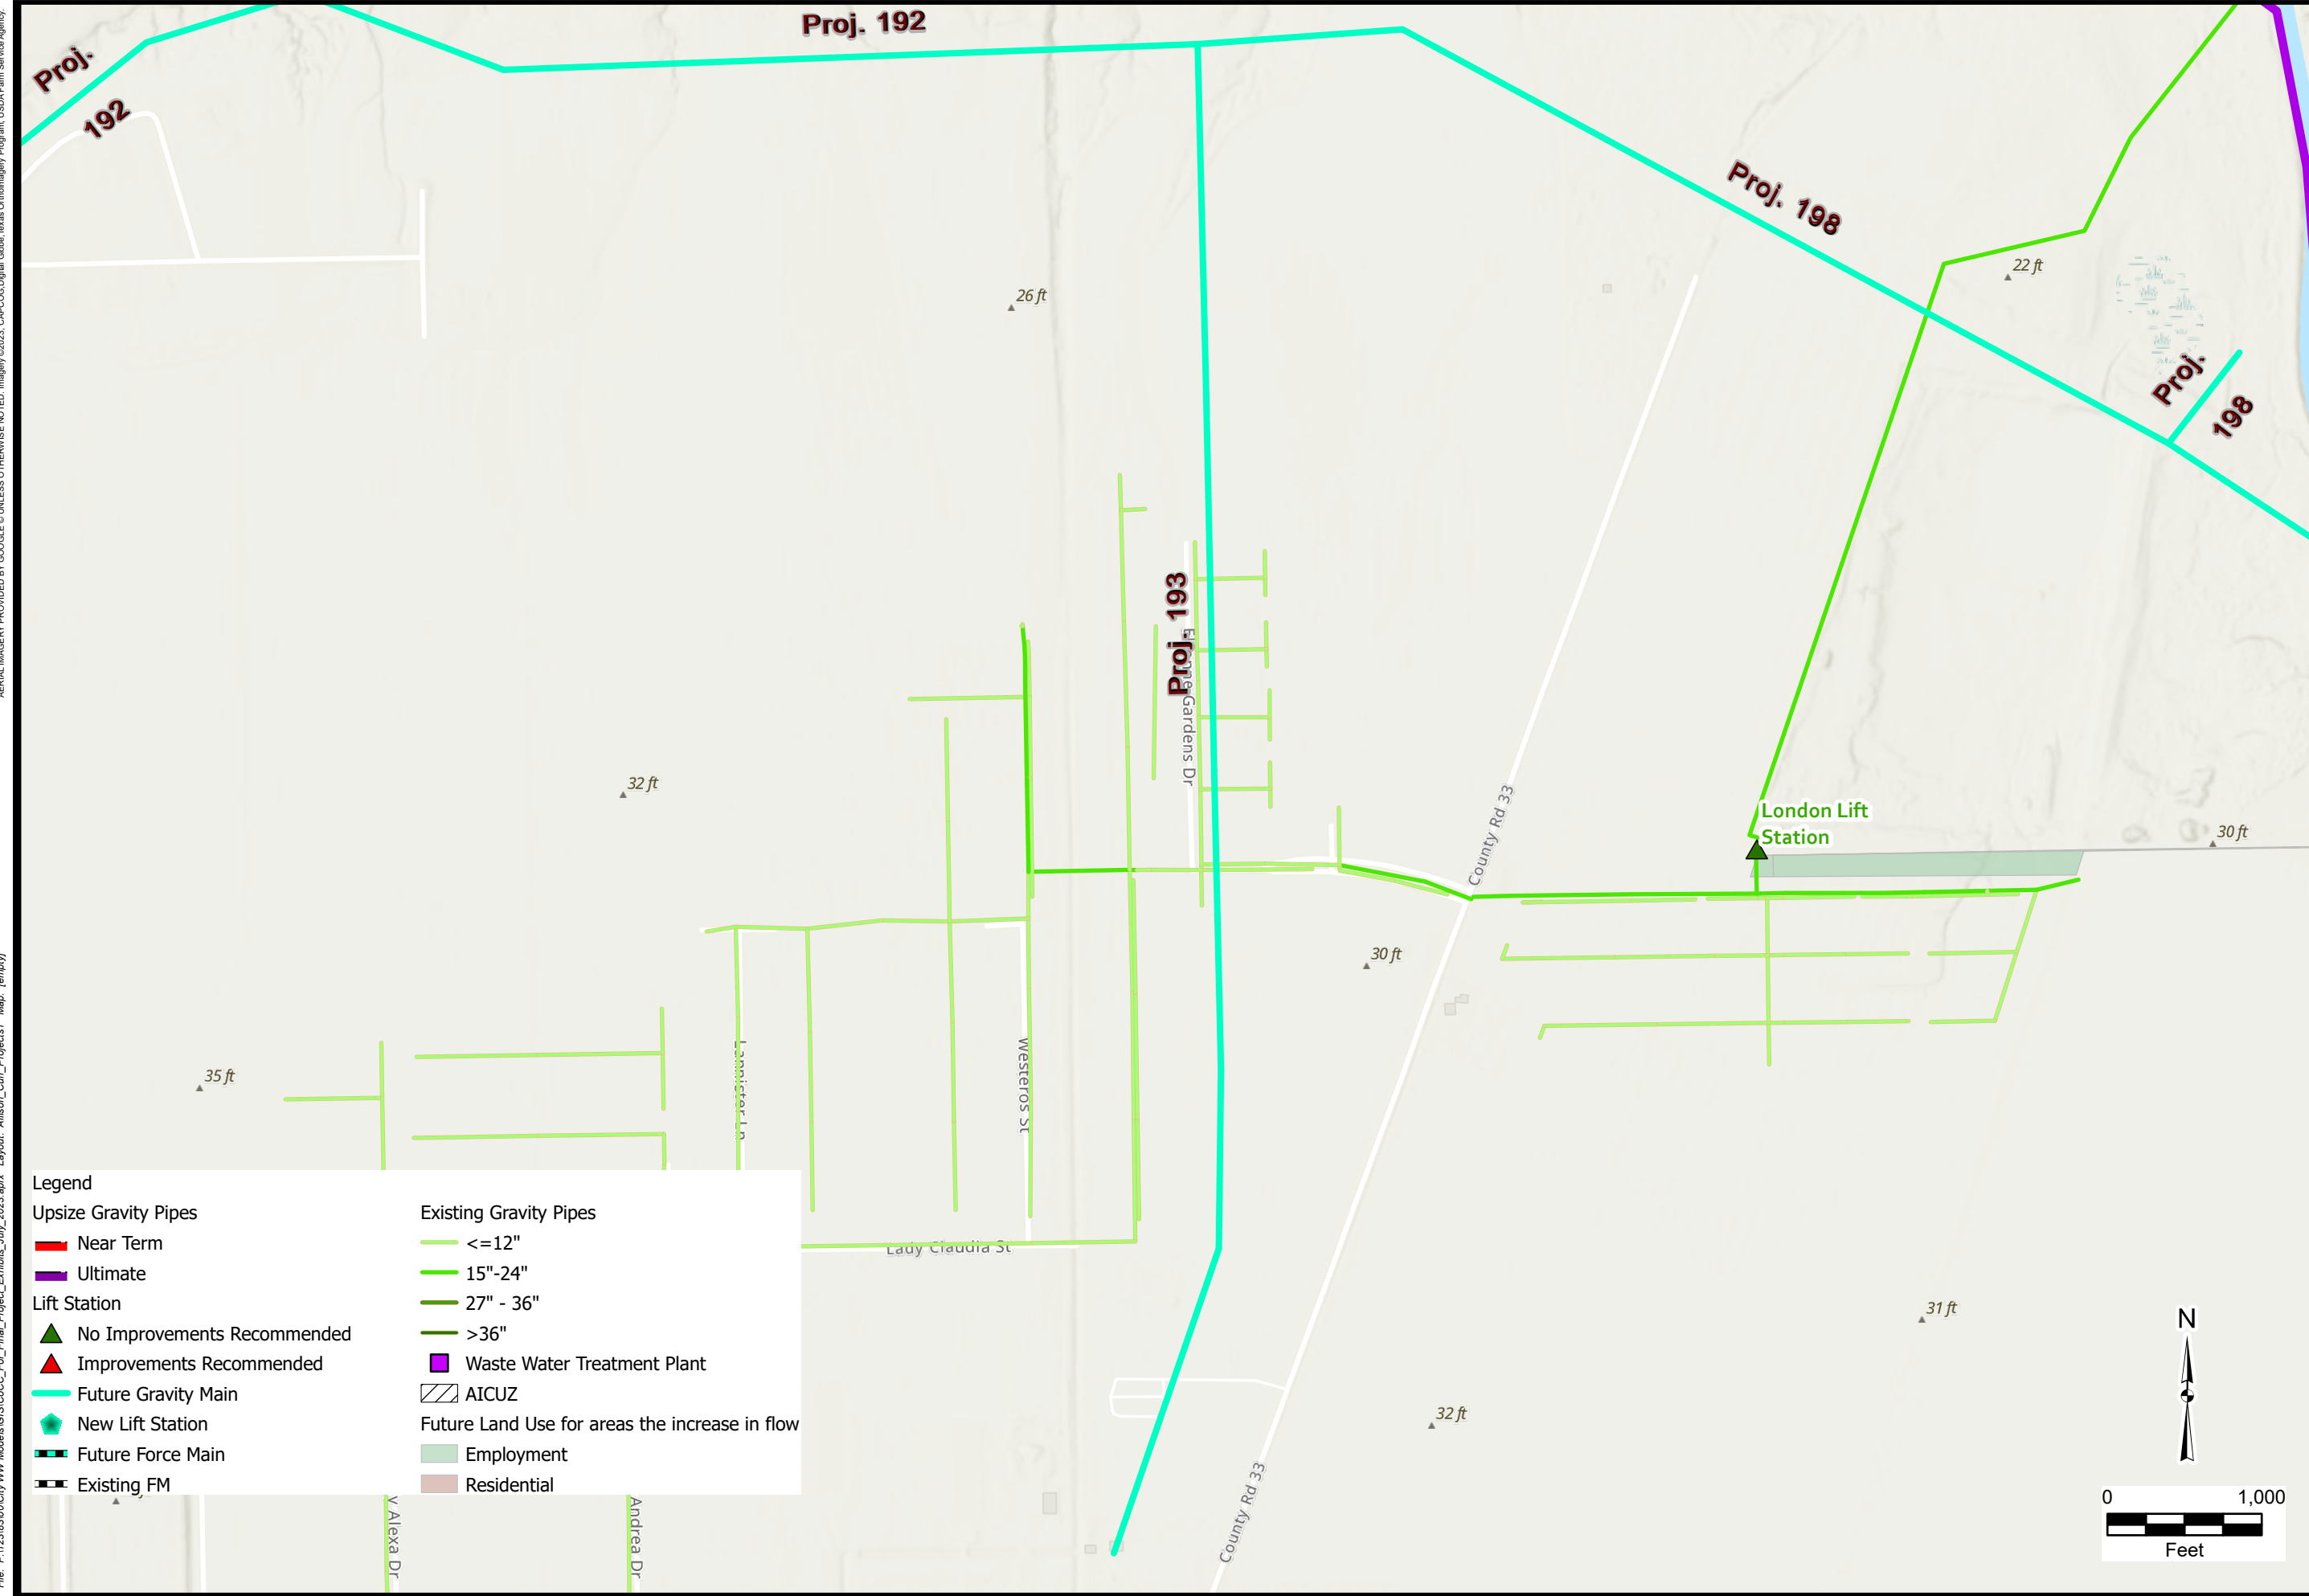 Proj. 192
Proj.
192
Proj. 198
22 ft
26 ft
Proj.
198
Proj. 193
Gardens Dr
32 ft
County Rd 33
London Lift
Station
30 ft
30 ft
35 ft
Lannister Ln
Westeros St
Lady Claudia St
31 ft
32 ft
County Rd 33
V Alexa Dr
Andrea Dr
Legend
Upsize Gravity Pipes
Near Term
Ultimate
Lift Station
No Improvements Recommended
Improvements Recommended
Future Gravity Main
New Lift Station
Future Force Main
Existing FM
Existing Gravity Pipes
<=12"
15"-24"
27" - 36"
>36"
Waste Water Treatment Plant
AICUZ
Future Land Use for areas the increase in flow
Employment
Residential
N
0 1,000
Feet